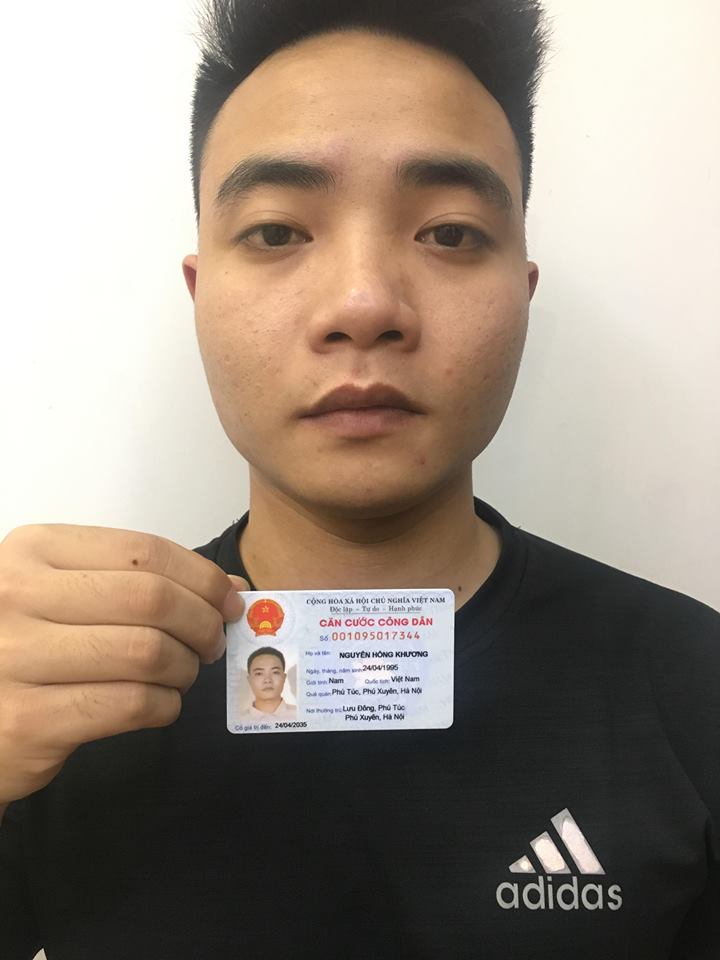 CỘNG HÒA XÃ HỘI CHỦ NGHĨA VIỆT NAM
Độc lập - Tự do - Hạnh phúc
CĂN CƯỚC CÔNG DÂN
Số: 001095017344
Họ và tên: NGUYỄN HỒNG KHƯƠNG
Ngày, tháng, năm sinh: 24/04/1995
Giới tính: Nam Quốc tịch: Việt Nam
Quê quán: Phú Túc, Phú Xuyên, Hà Nội
Nơi thường trú: Lưu Đông, Phú Túc
Phú Xuyên, Hà Nội
Có giá trị đến: 24/04/2035
adidas